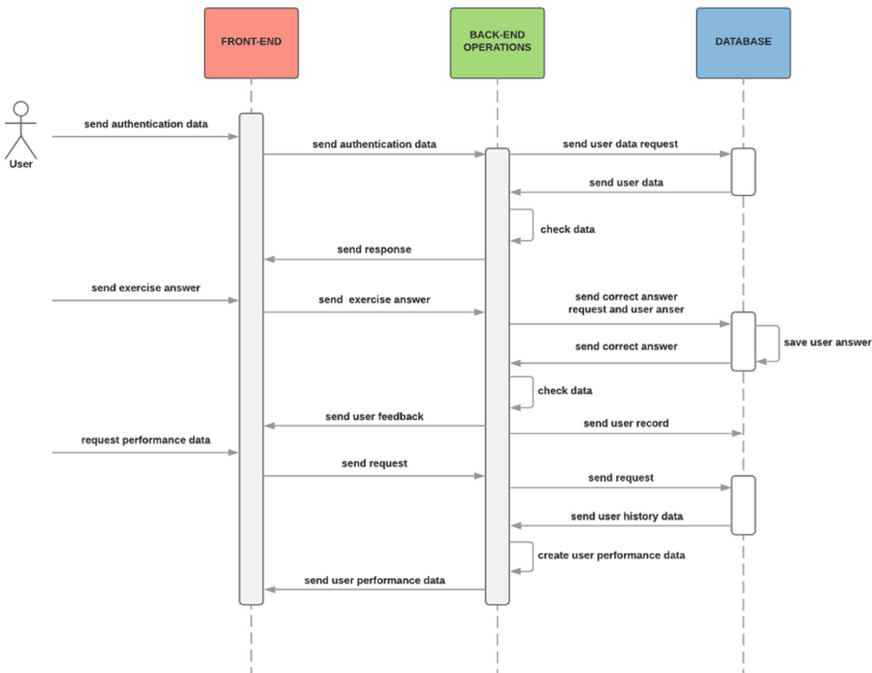 FRONT-END
BACK-END
OPERATIONS
DATABASE
User
send authentication data
send authentication data
send user data request
send user data
check data
send response
send exercise answer
send exercise answer
send correct answer
request and user anser
save user answer
send correct answer
check data
send user feedback
send user record
request performance data
send request
send request
send user history data
create user performance data
send user performance data